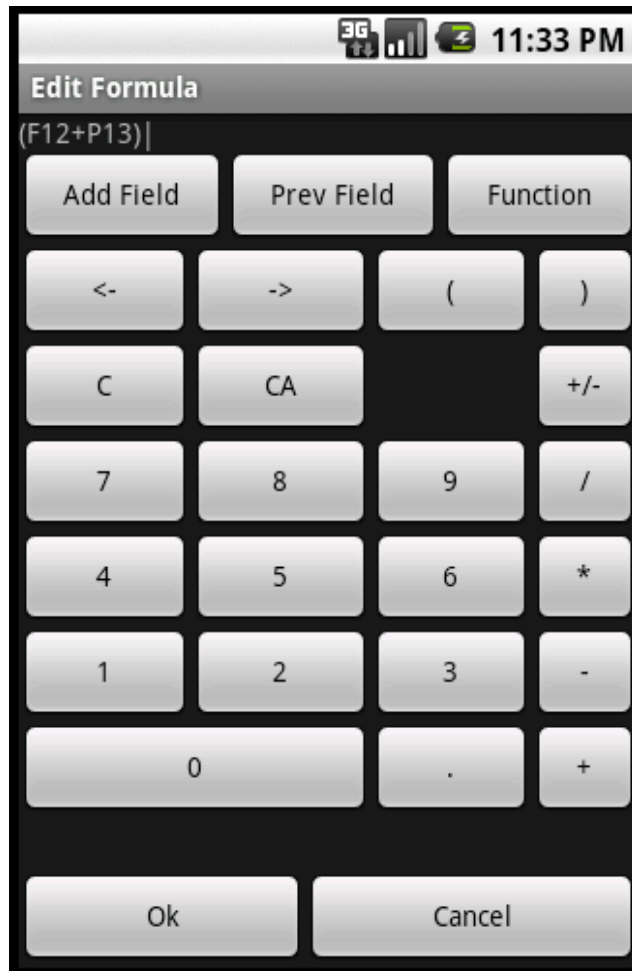 3G 11:33 PM
Edit Formula
(F12+P13)|
Add Field Prev Field Function
<- -> ( )
C CA +/-
7 8 9 /
4 5 6 *
1 2 3 -
0 . +
Ok Cancel